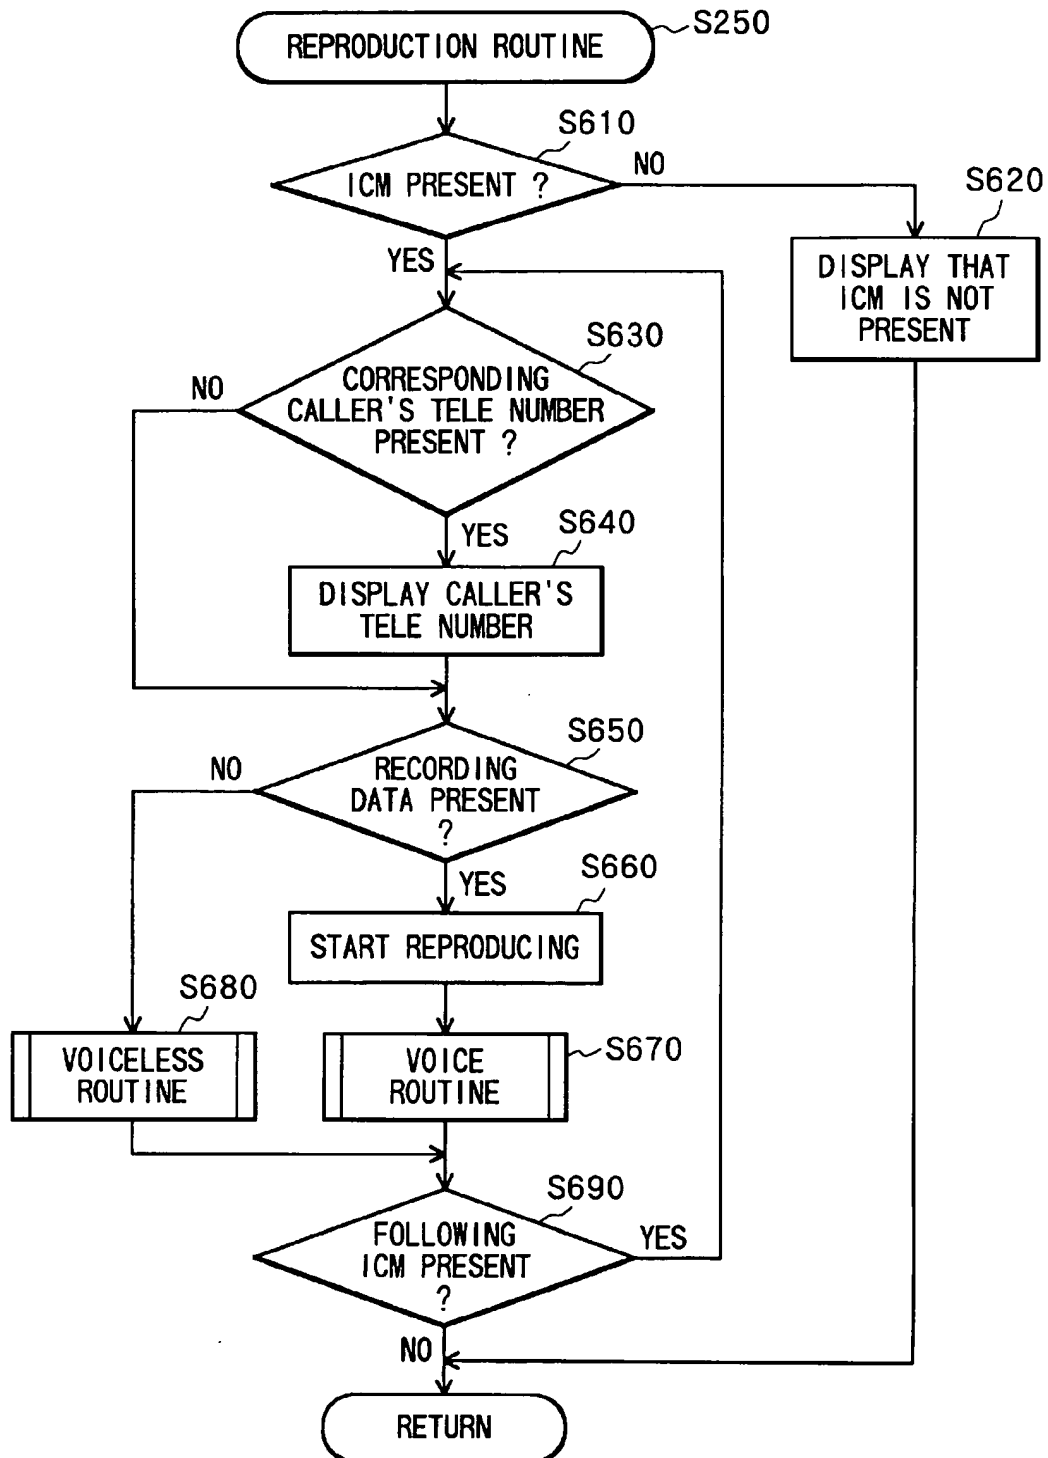 REPRODUCTION ROUTINE
S250
S610
ICM PRESENT ?
NO
S620
DISPLAY THAT
ICM IS NOT
PRESENT
YES
S630
NO
CORRESPONDING
CALLER'S TELE NUMBER
PRESENT ?
YES
S640
DISPLAY CALLER'S
TELE NUMBER
S650
NO
RECORDING
DATA PRESENT
?
YES
S660
START REPRODUCING
S680
VOICELESS
ROUTINE
VOICE
ROUTINE
S670
S690
FOLLOWING
ICM PRESENT
?
YES
NO
RETURN